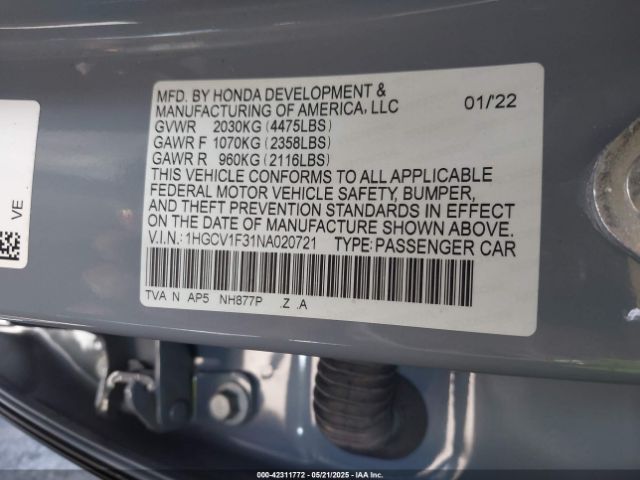 MFD. BY HONDA DEVELOPMENT &
MANUFACTURING OF AMERICA, LLC 01/'22
GVWR 2030KG (4475LBS)
GAWR F 1070KG (2358LBS)
GAWR R 960KG (2116LBS)
THIS VEHICLE CONFORMS TO ALL APPLICABLE
FEDERAL MOTOR VEHICLE SAFETY, BUMPER,
AND THEFT PREVENTION STANDARDS IN EFFECT
ON THE DATE OF MANUFACTURE SHOWN ABOVE.
V.I.N.: 1HGCV1F31NA020721 TYPE: PASSENGER CAR
TVA N AP5 NH877P .Z .A
VE
000-42311772 — 05/21/2025 — IAA Inc.